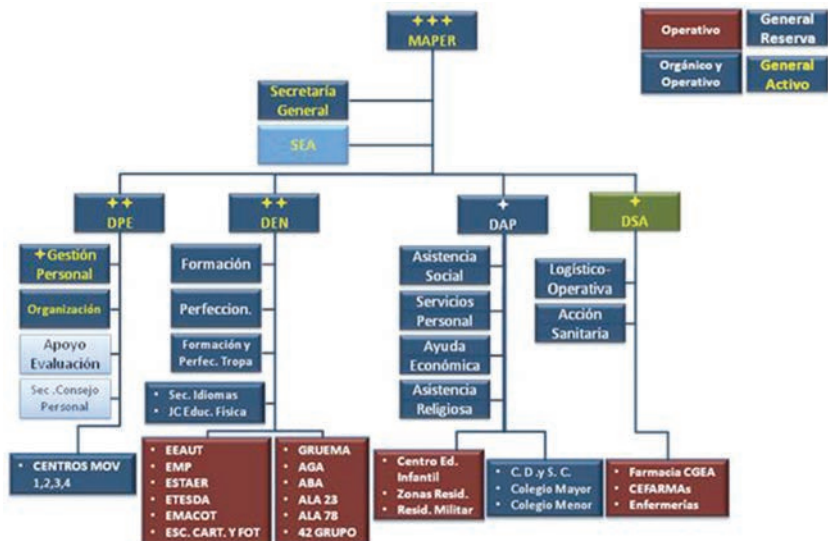 MAPER
Operativo
General
Reserva
Orgánico y
Operativo
General
Activo
Secretaría
General
SEA
DPE
DEN
DAP
DSA
Gestión
Personal
Organización
Apoyo
Evaluación
Sec .Consejo
Personal
• CENTROS MOV
1,2,3,4
Formación
Perfeccion.
Formación y
Perfec. Tropa
• Sec. Idiomas
• JC Educ. Física
• EEAUT
• EMP
• ESTAER
• ETESDA
• EMACOT
• ESC. CART. Y FOT
• GRUEMA
• AGA
• ABA
• ALA 23
• ALA 78
• 42 GRUPO
Asistencia
Social
Servicios
Personal
Ayuda
Económica
Asistencia
Religiosa
• Centro Ed.
Infantil
• Zonas Resid.
• Resid. Militar
• C. D .y S. C.
• Colegio Mayor
• Colegio Menor
Logístico-
Operativa
Acción
Sanitaria
• Farmacia CGEA
• CEFARMAs
• Enfermerías